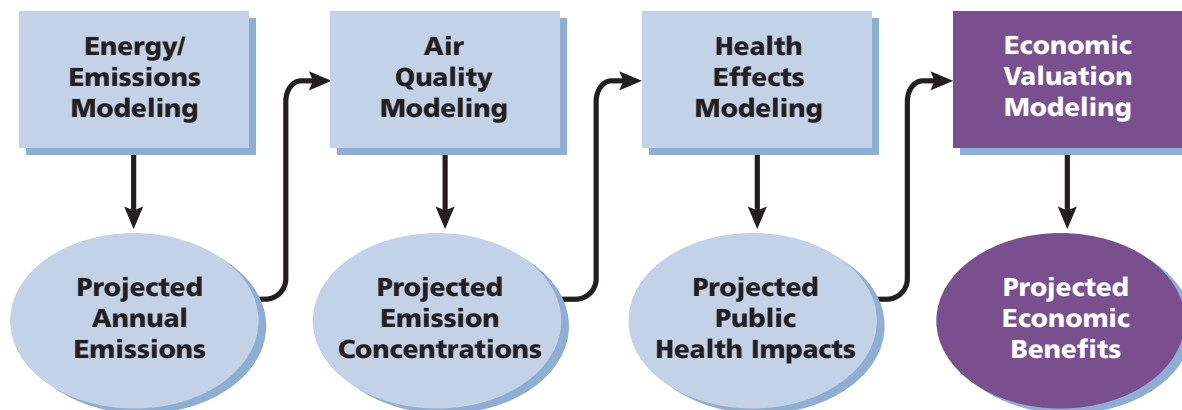 Energy/
Emissions
Modeling
Air
Quality
Modeling
Health
Effects
Modeling
Economic
Valuation
Modeling
Projected
Annual
Emissions
Projected
Emission
Concentrations
Projected
Public
Health Impacts
Projected
Economic
Benefits